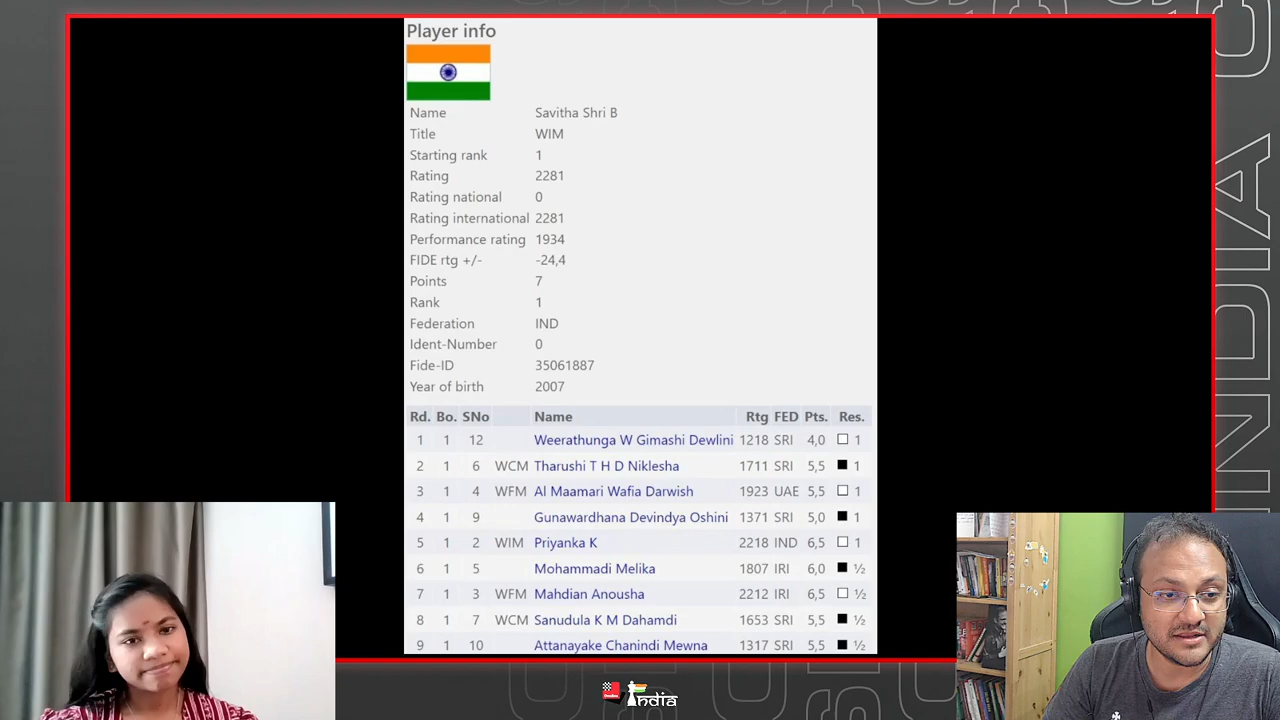 Player info
Name Savitha Shri B
Title WIM
Starting rank 1
Rating 2281
Rating national 0
Rating international 2281
Performance rating 1934
FIDE rtg +/- -24,4
Points 7
Rank 1
Federation IND
Ident-Number 0
Fide-ID 35061887
Year of birth 2007
Rd. Bo. SNo Name Rtg FED Pts. Res.
1 1 12 Weerathunga W Gimashi Dewlini 1218 SRI 4,0 1
2 1 6 WCM Tharushi T H D Niklesha 1711 SRI 5,5 1
3 1 4 WFM Al Maamari Wafia Darwish 1923 UAE 5,5 1
4 1 9 Gunawardhana Devindya Oshini 1371 SRI 5,0 1
5 1 2 WIM Priyanka K 2218 IND 6,5 1
6 1 5 Mohammadi Melika 1807 IRI 6,0 ½
7 1 3 WFM Mahdian Anousha 2212 IRI 6,5 ½
8 1 7 WCM Sanudula K M Dahamdi 1653 SRI 5,5 ½
9 1 10 Attanayake Chanindi Mewna 1317 SRI 5,5 ½
India
INDIA